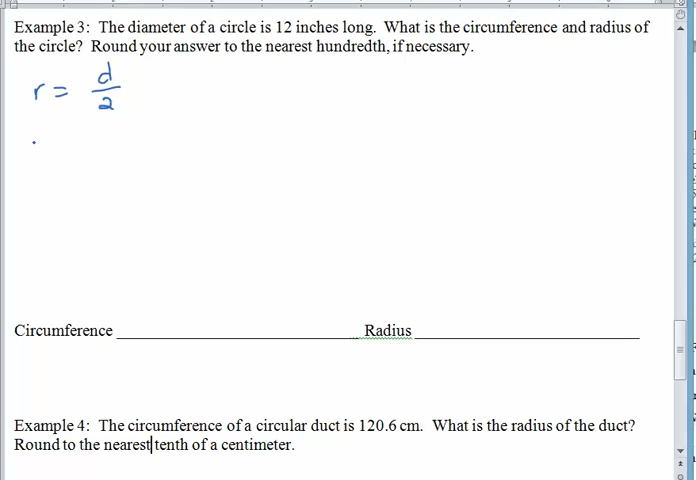 Example 3:  The diameter of a circle is 12 inches long.  What is the circumference and radius of
the circle?  Round your answer to the nearest hundredth, if necessary.
r = d/2
Circumference ______________________________ Radius ____________________________
Example 4:  The circumference of a circular duct is 120.6 cm.  What is the radius of the duct?
Round to the nearest tenth of a centimeter.